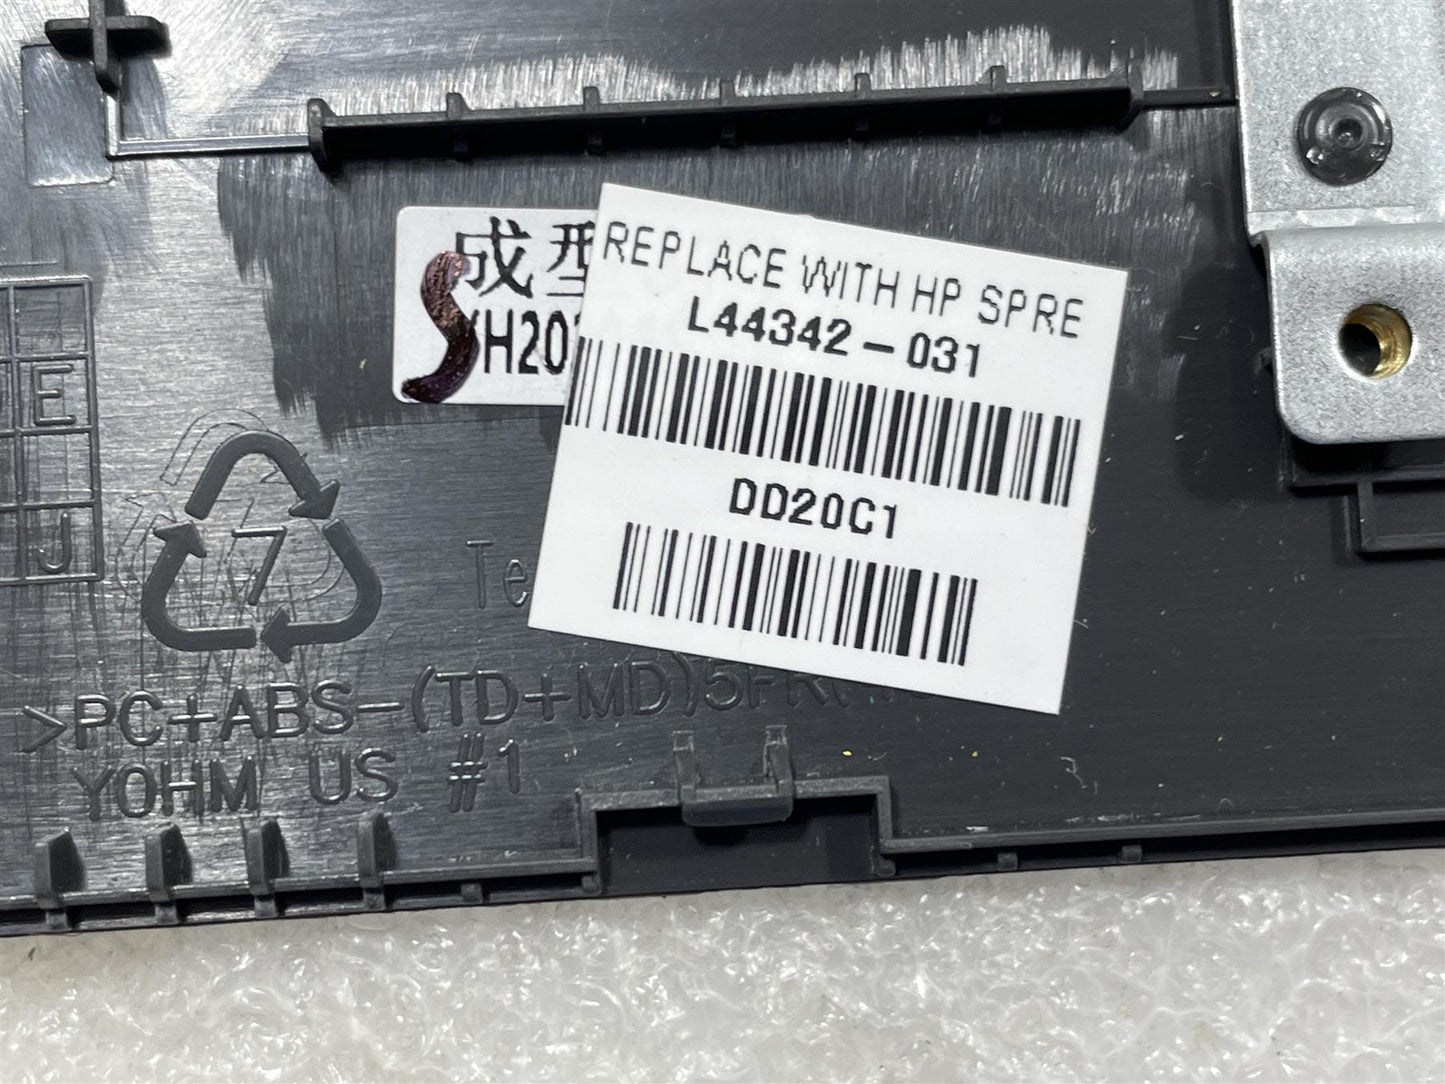 成型
H20
REPLACE WITH HP SPRE
L44342-031
DD20C1
E
J
7
>PC+ABS-(TD+MD)5FR(
YOHM US #1